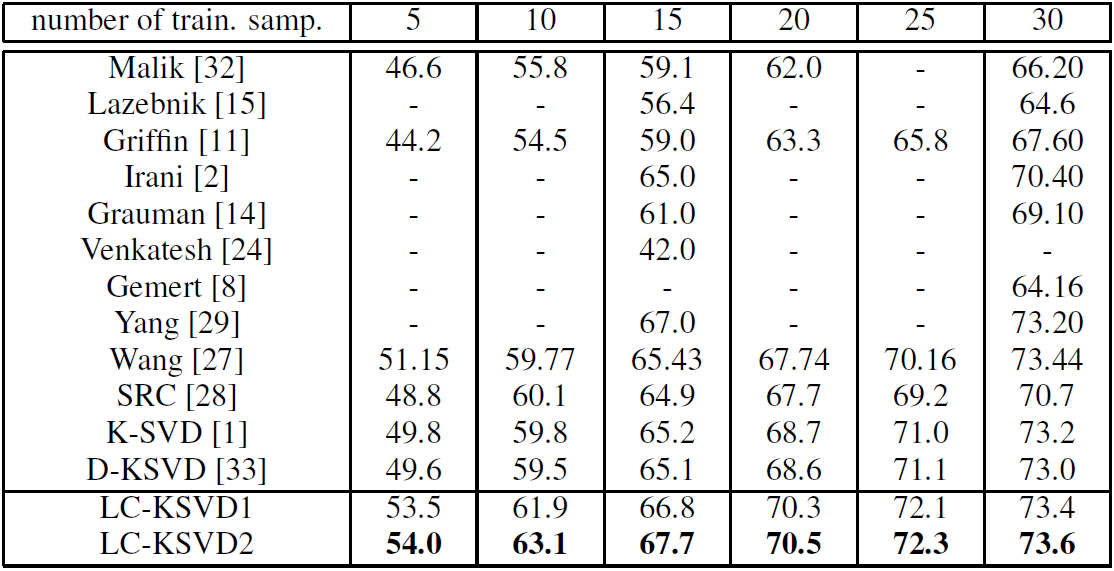 number of train. samp. 5 10 15 20 25 30
Malik [32] 46.6 55.8 59.1 62.0 - 66.20
Lazebnik [15] - - 56.4 - - 64.6
Griffin [11] 44.2 54.5 59.0 63.3 65.8 67.60
Irani [2] - - 65.0 - - 70.40
Grauman [14] - - 61.0 - - 69.10
Venkatesh [24] - - 42.0 - - -
Gemert [8] - - - - - 64.16
Yang [29] - - 67.0 - - 73.20
Wang [27] 51.15 59.77 65.43 67.74 70.16 73.44
SRC [28] 48.8 60.1 64.9 67.7 69.2 70.7
K-SVD [1] 49.8 59.8 65.2 68.7 71.0 73.2
D-KSVD [33] 49.6 59.5 65.1 68.6 71.1 73.0
LC-KSVD1 53.5 61.9 66.8 70.3 72.1 73.4
LC-KSVD2 54.0 63.1 67.7 70.5 72.3 73.6